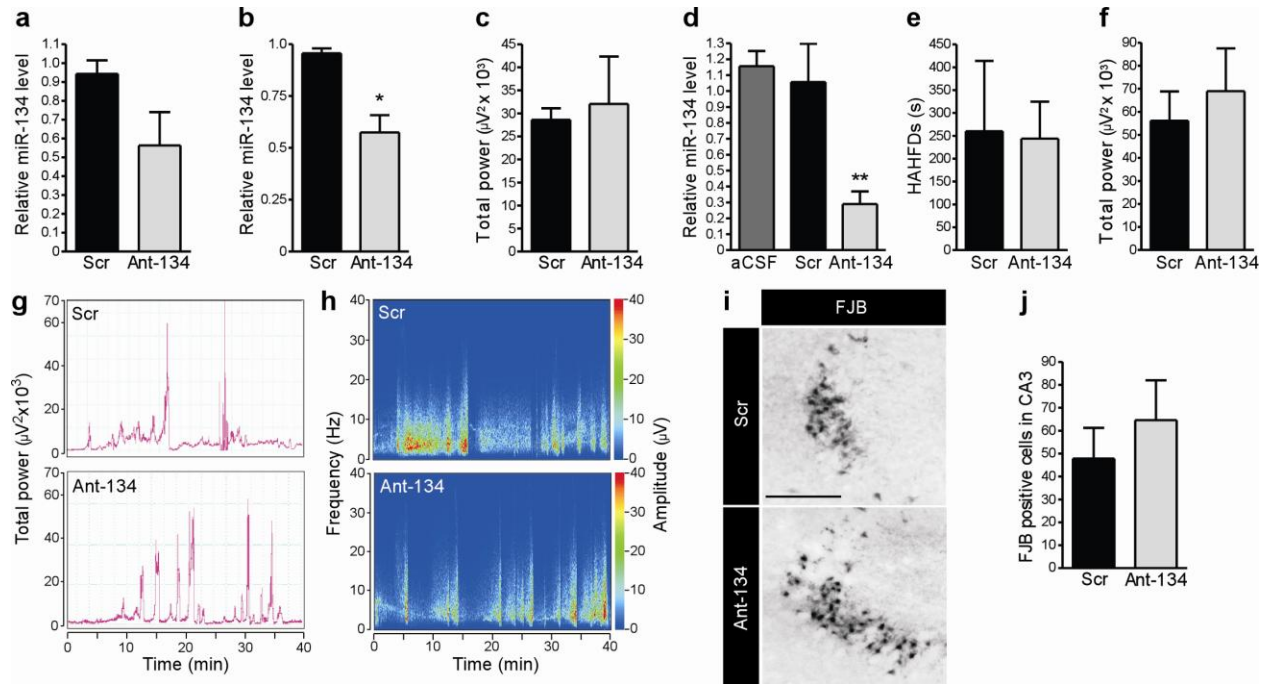 a
Relative miR-134 level
1.1
1
0.9
0.8
0.7
0.6
0.5
0.4
0.3
0.2
0.1
0
Scr Ant-134
b
Relative miR-134 level
1.0
0.75
0.5
0.25
0
Scr Ant-134
*
c
Total power (μV²x 10³)
45
40
35
30
25
20
15
10
5
0
Scr Ant-134
d
Relative miR-134 level
1.3
1.2
1.1
1.0
0.9
0.8
0.7
0.6
0.5
0.4
0.3
0.2
0.1
0
aCSF Scr Ant-134
**
e
HAHFDs (s)
450
400
350
300
250
200
150
100
50
0
Scr Ant-134
f
Total power (μV²x 10³)
100
90
80
70
60
50
40
30
20
10
0
Scr Ant-134
g
Total power (μV²x10³)
Scr
70
60
40
20
0
Ant-134
70
60
40
20
0
0 10 20 30 40
Time (min)
h
Frequency (Hz)
Scr
40
30
20
10
0
40
30
20
10
0
Ant-134
40
30
20
10
0
40
30
20
10
0
Amplitude (μV)
0 10 20 30 40
Time (min)
i
FJB
Scr
Ant-134
j
FJB positive cells in CA3
90
80
70
60
50
40
30
20
10
0
Scr Ant-134